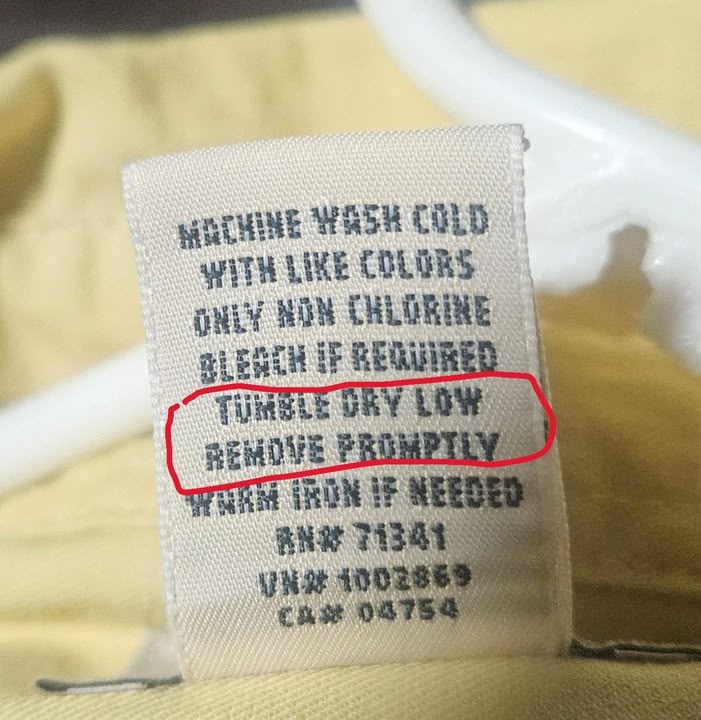 MACHINE WASH COLD
WITH LIKE COLORS
ONLY NON CHLORINE
BLEACH IF REQUIRED
TUMBLE DRY LOW
REMOVE PROMPTLY
WARM IRON IF NEEDED
RN# 71341
VN# 1002869
CA# 04754